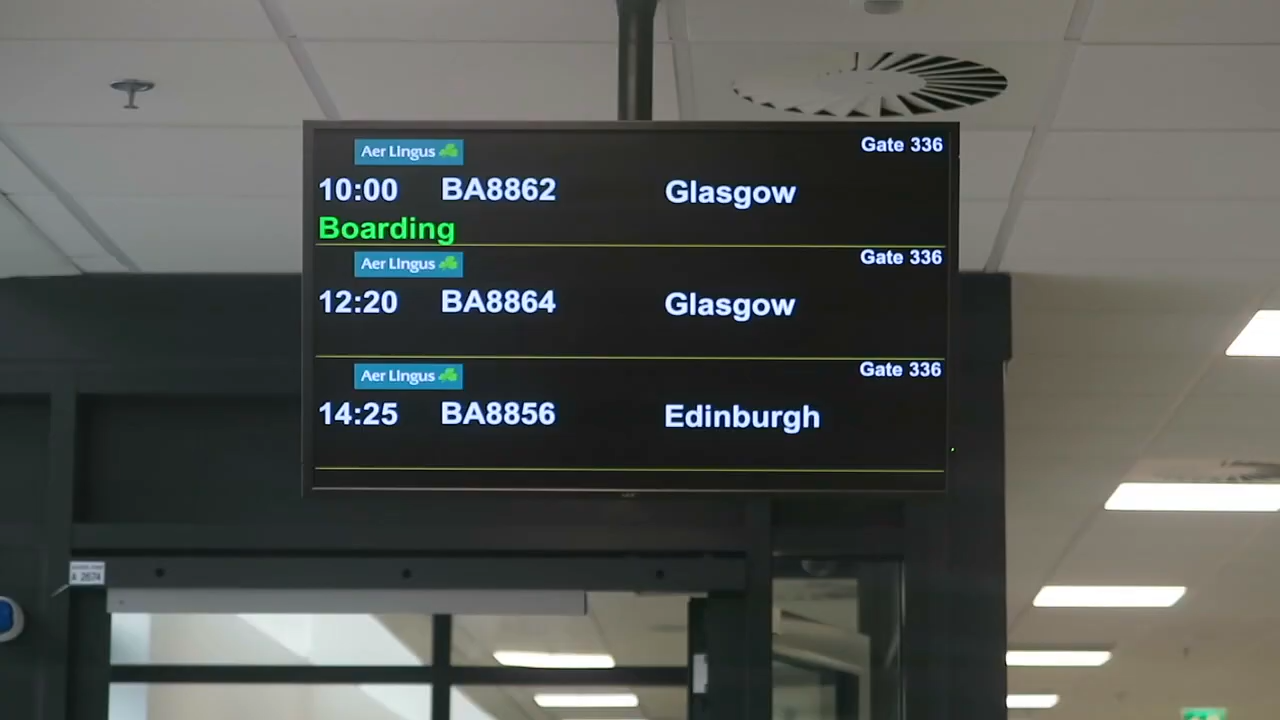 Aer Lingus
Gate 336
10:00 BA8862 Glasgow
Boarding
Aer Lingus
Gate 336
12:20 BA8864 Glasgow
Aer Lingus
Gate 336
14:25 BA8856 Edinburgh